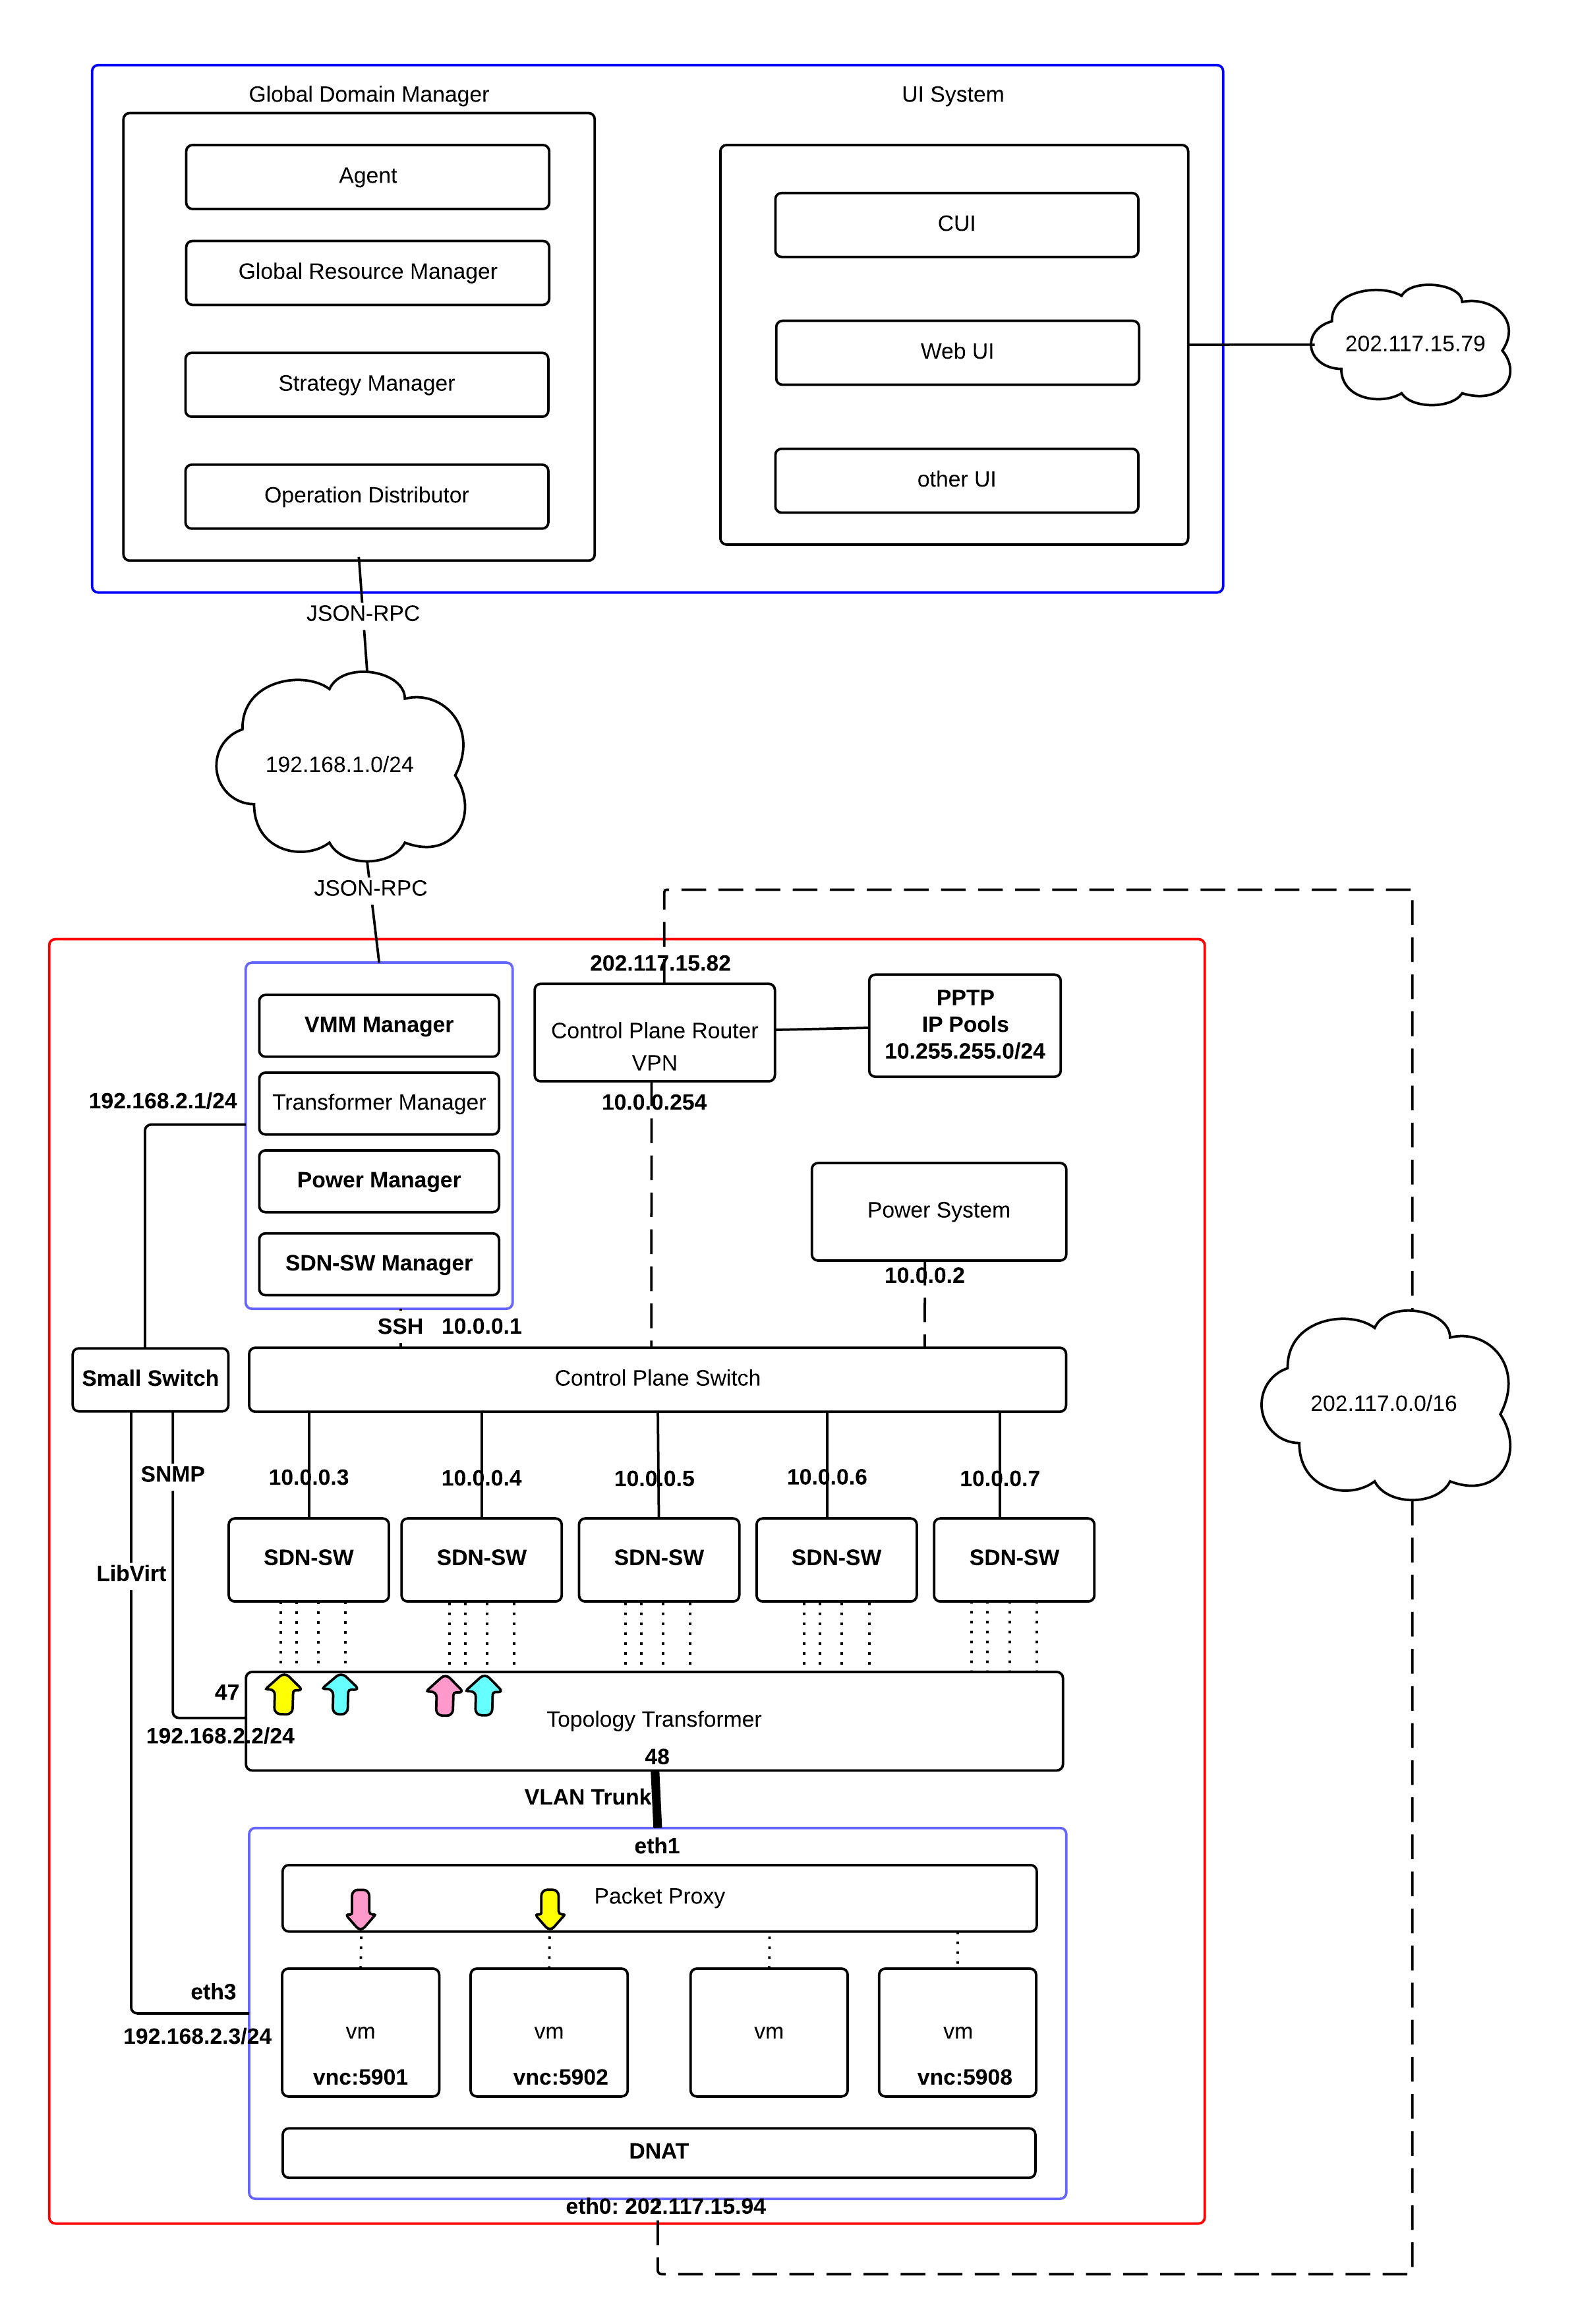 Global Domain Manager
UI System
Agent
Global Resource Manager
Strategy Manager
Operation Distributor
CUI
Web UI
other UI
202.117.15.79
JSON-RPC
192.168.1.0/24
JSON-RPC
202.117.15.82
VMM Manager
Transformer Manager
Power Manager
SDN-SW Manager
Control Plane Router
VPN
PPTP
IP Pools
10.255.255.0/24
192.168.2.1/24
10.0.0.254
Power System
10.0.0.2
SSH 10.0.0.1
Small Switch
Control Plane Switch
202.117.0.0/16
SNMP
10.0.0.3
10.0.0.4
10.0.0.5
10.0.0.6
10.0.0.7
LibVirt
SDN-SW
SDN-SW
SDN-SW
SDN-SW
SDN-SW
47
192.168.2.2/24
Topology Transformer
48
VLAN Trunk
eth1
Packet Proxy
eth3
192.168.2.3/24
vm
vnc:5901
vm
vnc:5902
vm
vm
vnc:5908
DNAT
eth0: 202.117.15.94